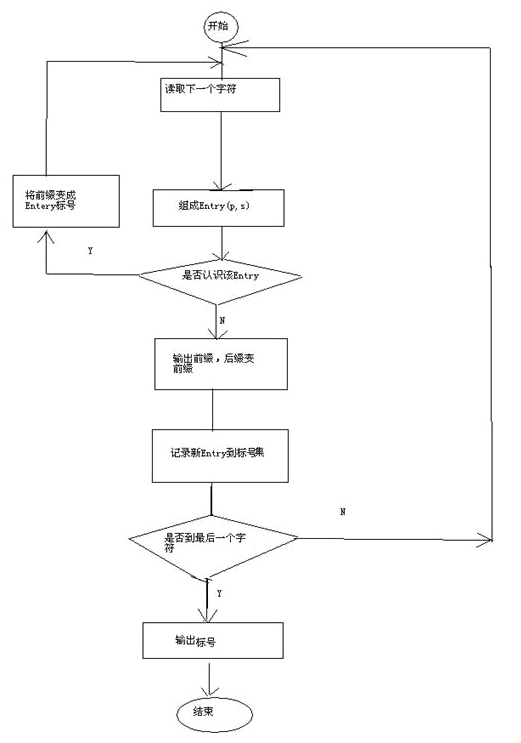 开始
读取下一个字符
将前缀变成
Entery标号
组成Entry(p,s)
Y
是否认识该Entry
N
输出前缀，后缀变
前缀
记录新Entry到标号集
N
是否到最后一个字
符
Y
输出标号
结束